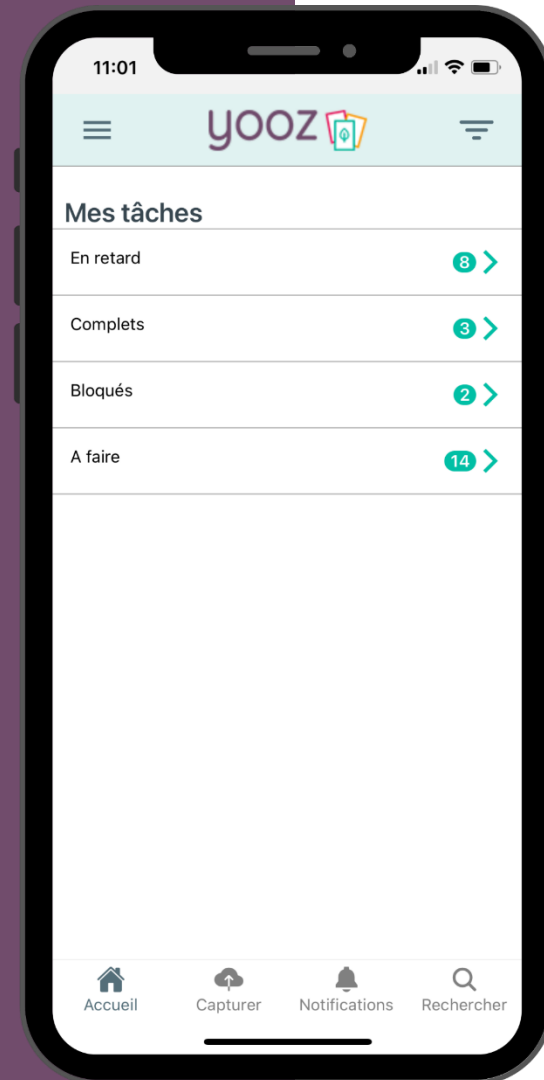 11:01
yooz
Mes tâches
En retard
8
Complets
3
Bloqués
2
A faire
14
Accueil
Capturer
Notifications
Rechercher